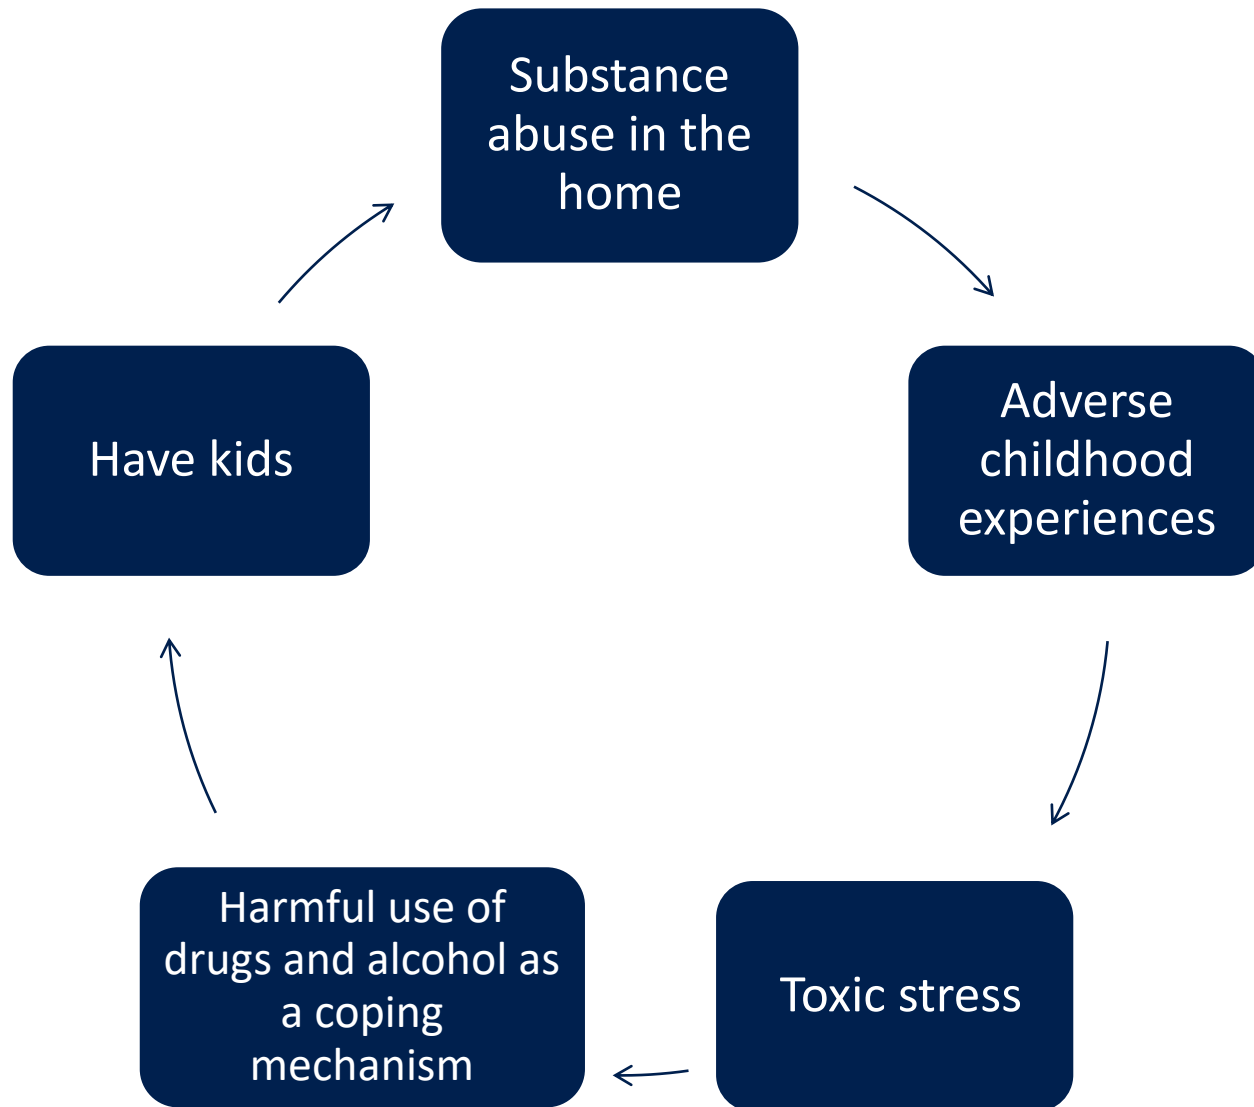 Substance
abuse in the
home
Adverse
childhood
experiences
Toxic stress
Harmful use of
drugs and alcohol as
a coping
mechanism
Have kids